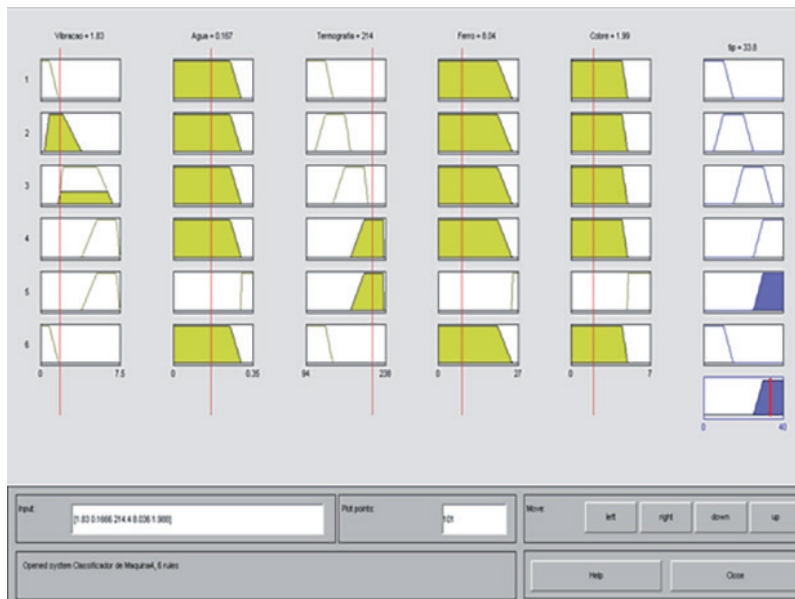 Vibracao = 1.83
Agua = 0.167
Termografia = 214
Ferro = 8.04
Cobre = 1.99
tip = 33.8
1
2
3
4
5
6
0 7.5
0 0.35
94 238
0 27
0 7
0 40
Input:
[1.83 0.1666 214.4 8.036 1.988]
Plot points:
101
Move:
left
right
down
up
Opened system Classificador de Maquina4, 6 rules
Help
Close